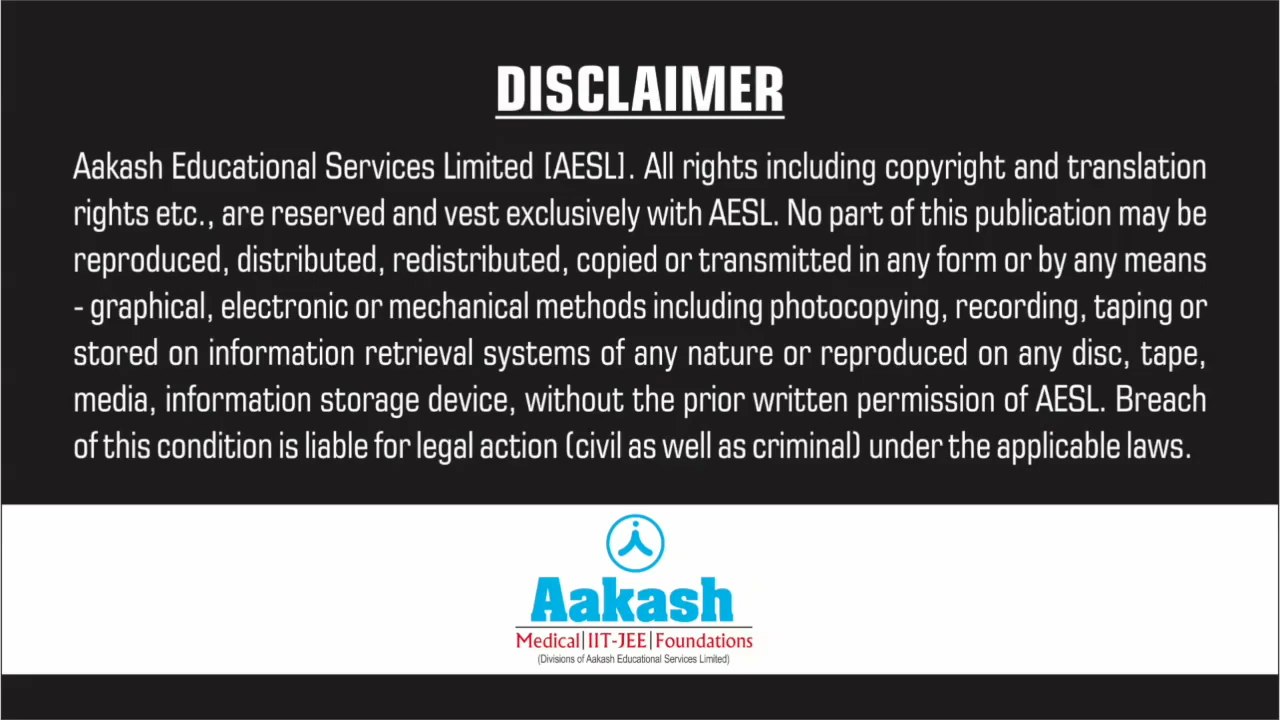 DISCLAIMER
Aakash Educational Services Limited [AESL]. All rights including copyright and translation
rights etc., are reserved and vest exclusively with AESL. No part of this publication may be
reproduced, distributed, redistributed, copied or transmitted in any form or by any means
- graphical, electronic or mechanical methods including photocopying, recording, taping or
stored on information retrieval systems of any nature or reproduced on any disc, tape,
media, information storage device, without the prior written permission of AESL. Breach
of this condition is liable for legal action (civil as well as criminal) under the applicable laws.
Aakash
Medical|IIT-JEE|Foundations
(Divisions of Aakash Educational Services Limited)